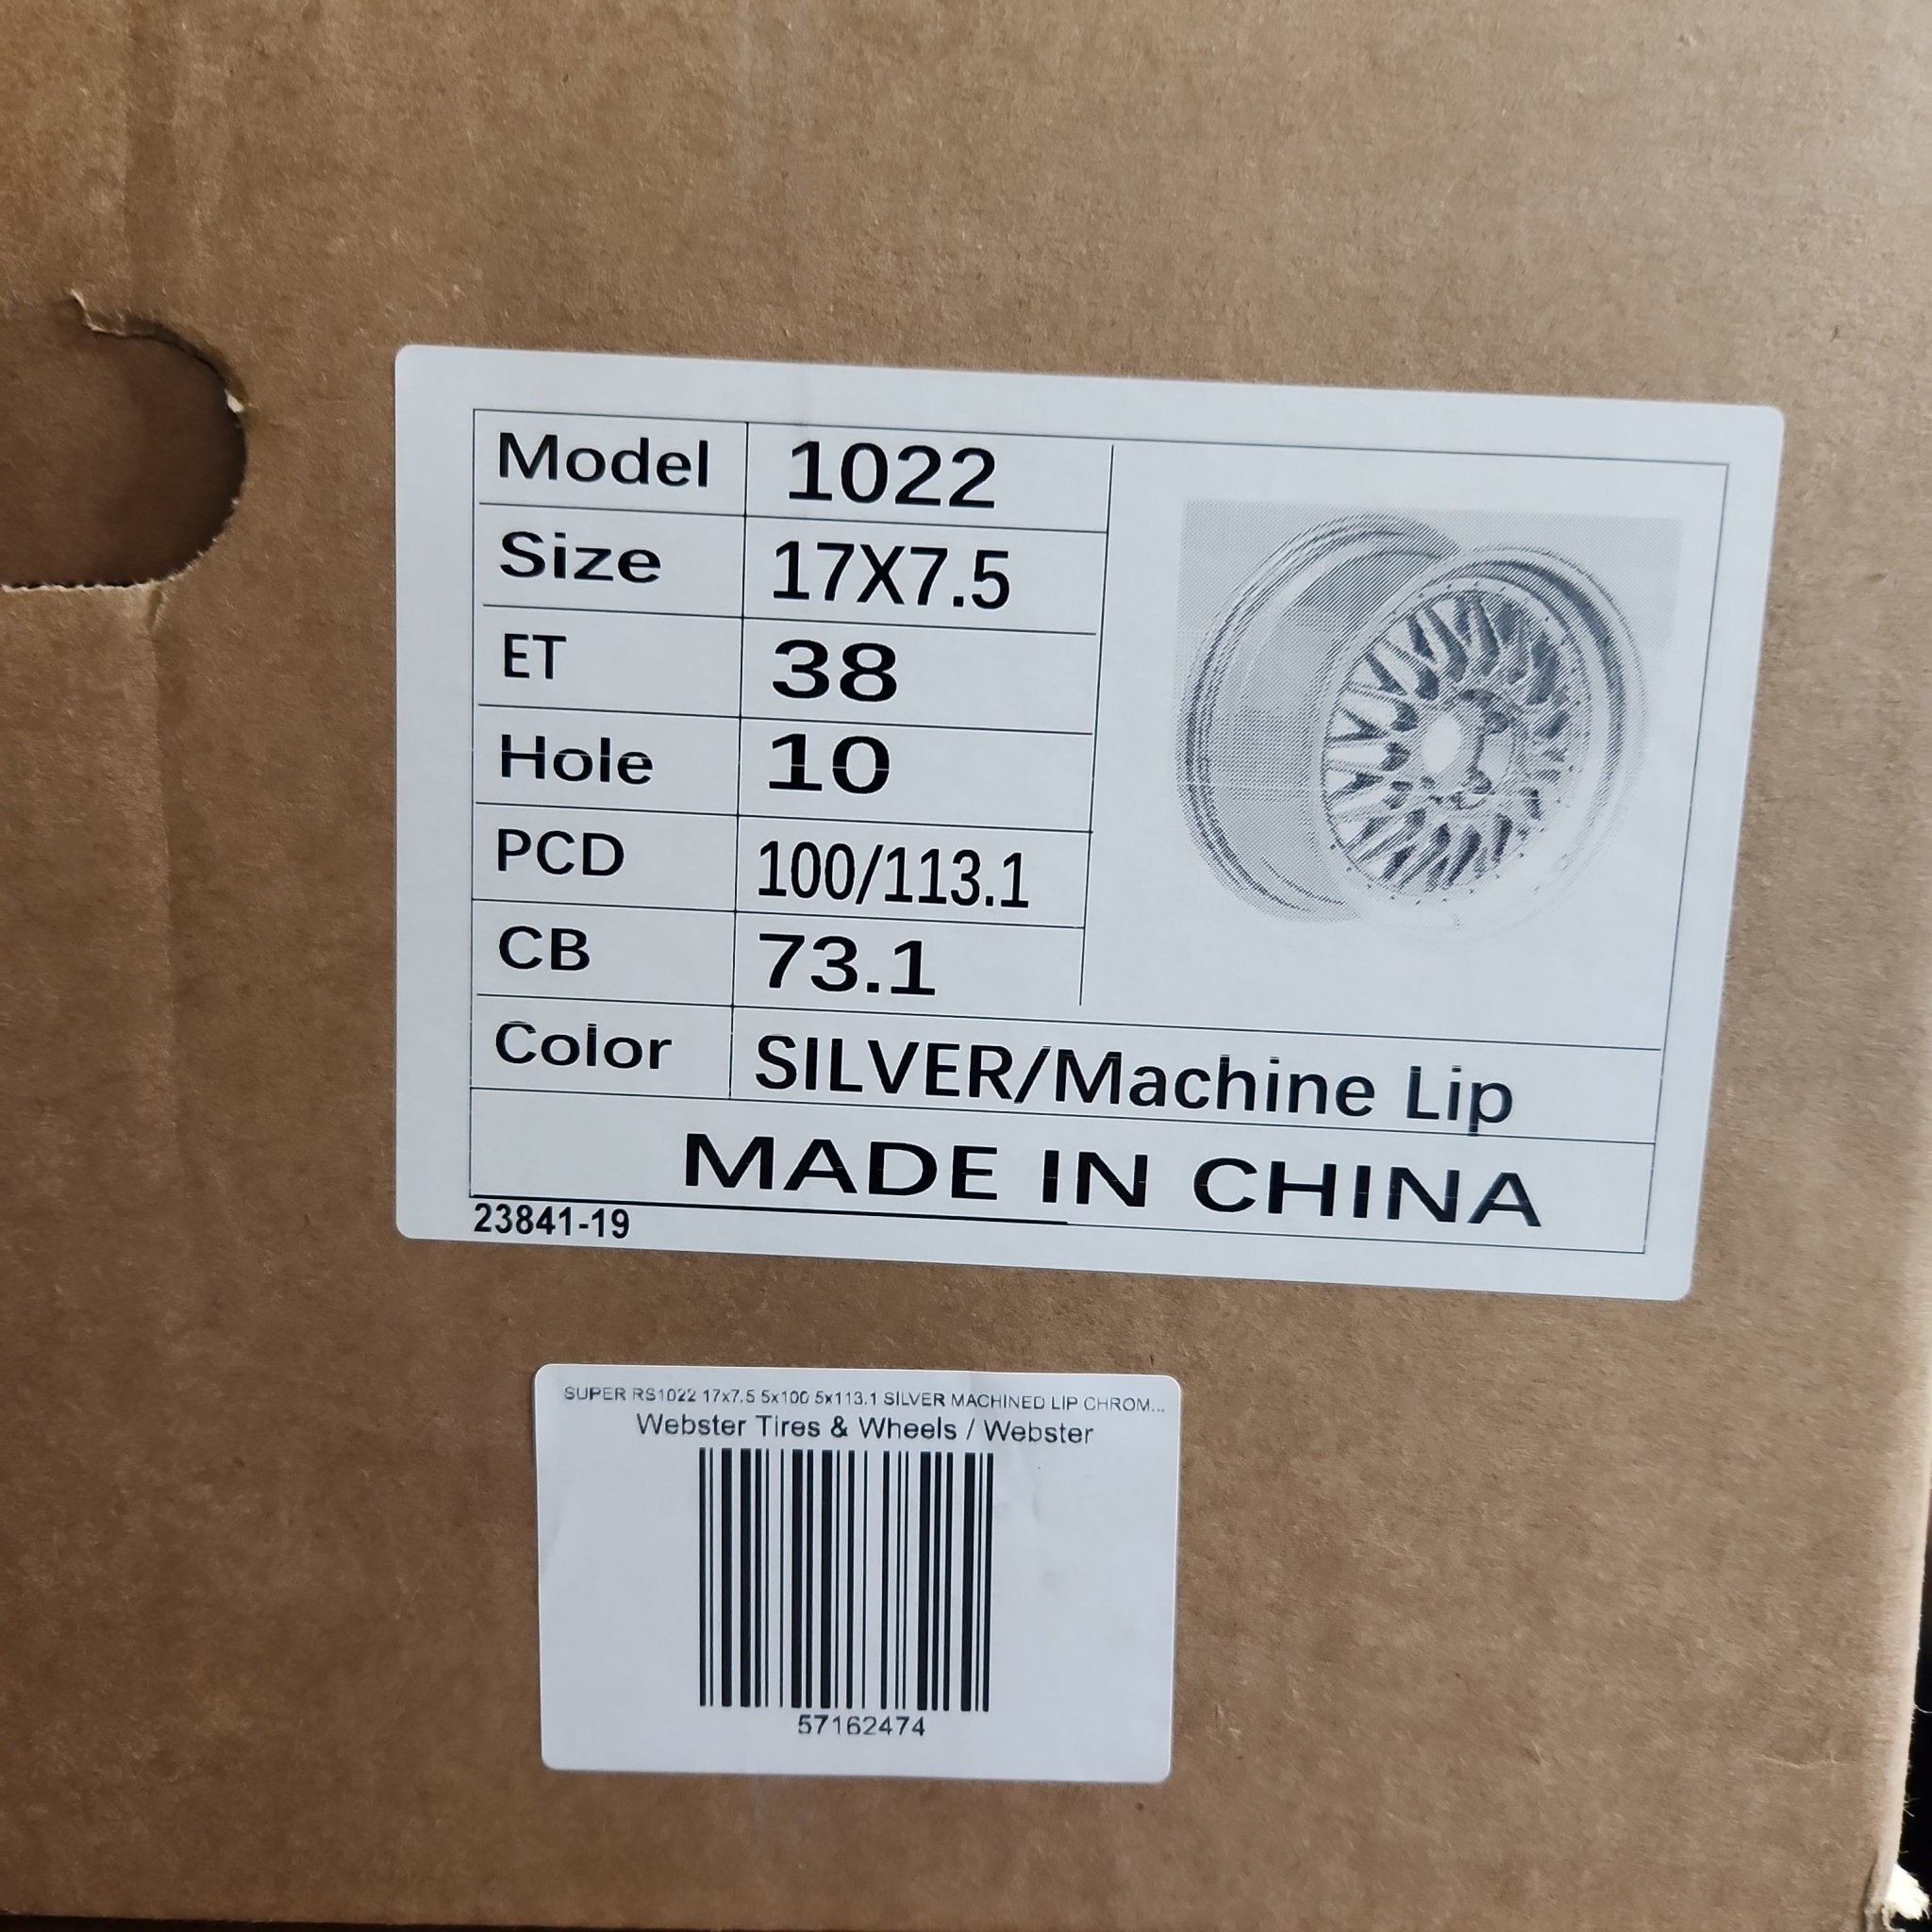 Model 1022
Size 17X7.5
ET 38
Hole 10
PCD 100/113.1
CB 73.1
Color SILVER/Machine Lip
MADE IN CHINA
23841-19
SUPER RS1022 17x7.5 5x100 5x113.1 SILVER MACHINED LIP CHROM...
Webster Tires & Wheels / Webster
57162474